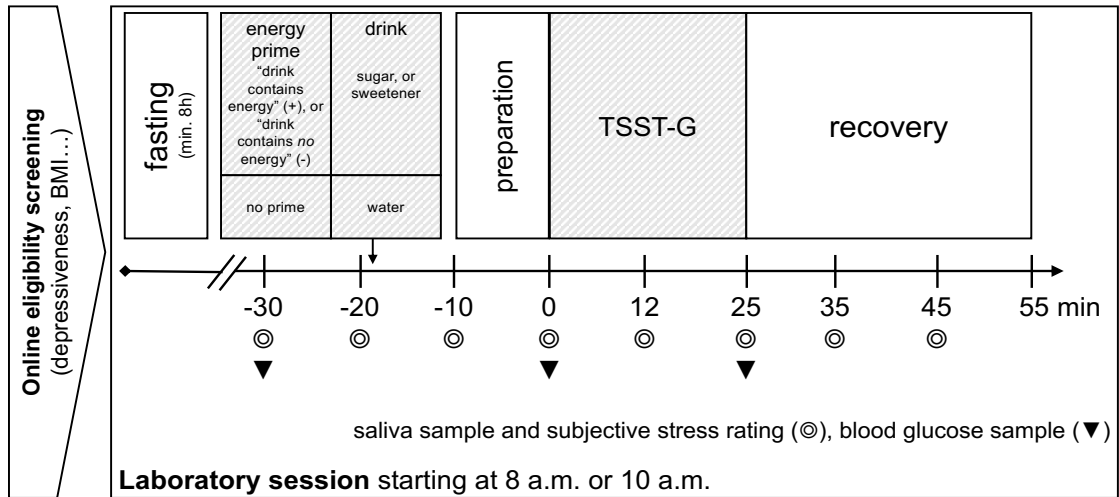 Online eligibility screening
(depressiveness, BMI…)
fasting
(min. 8h)
energy
prime
“drink
contains
energy” (+), or
“drink
contains no
energy” (-)
drink
sugar, or
sweetener
no prime
water
preparation
TSST-G
recovery
-30 -20 -10 0 12 25 35 45 55 min
saliva sample and subjective stress rating (◎), blood glucose sample (▼)
Laboratory session starting at 8 a.m. or 10 a.m.